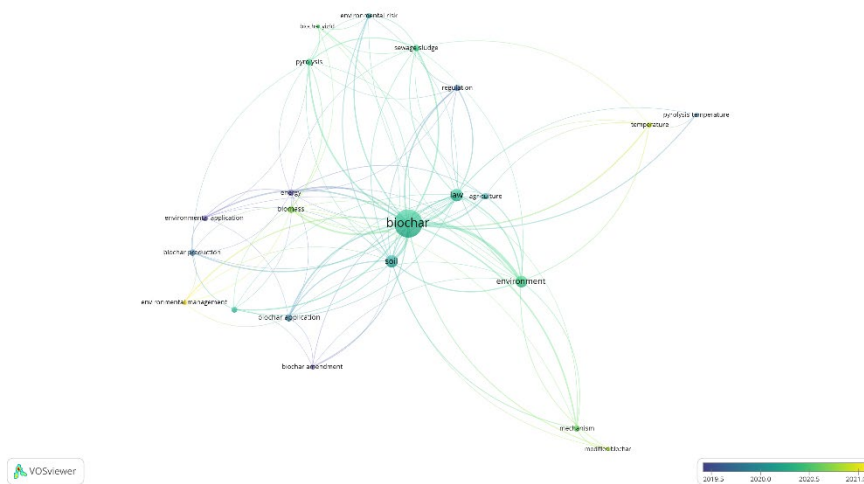 environmental risk
biochar yield
sewage sludge
pyrolysis
regulation
pyrolysis temperature
temperature
energy
law
agriculture
biomass
environmental application
biochar
biochar production
soil
environment
environmental management
biochar application
biochar amendment
mechanism
modified biochar
VOSviewer
2019.5 2020.0 2020.5